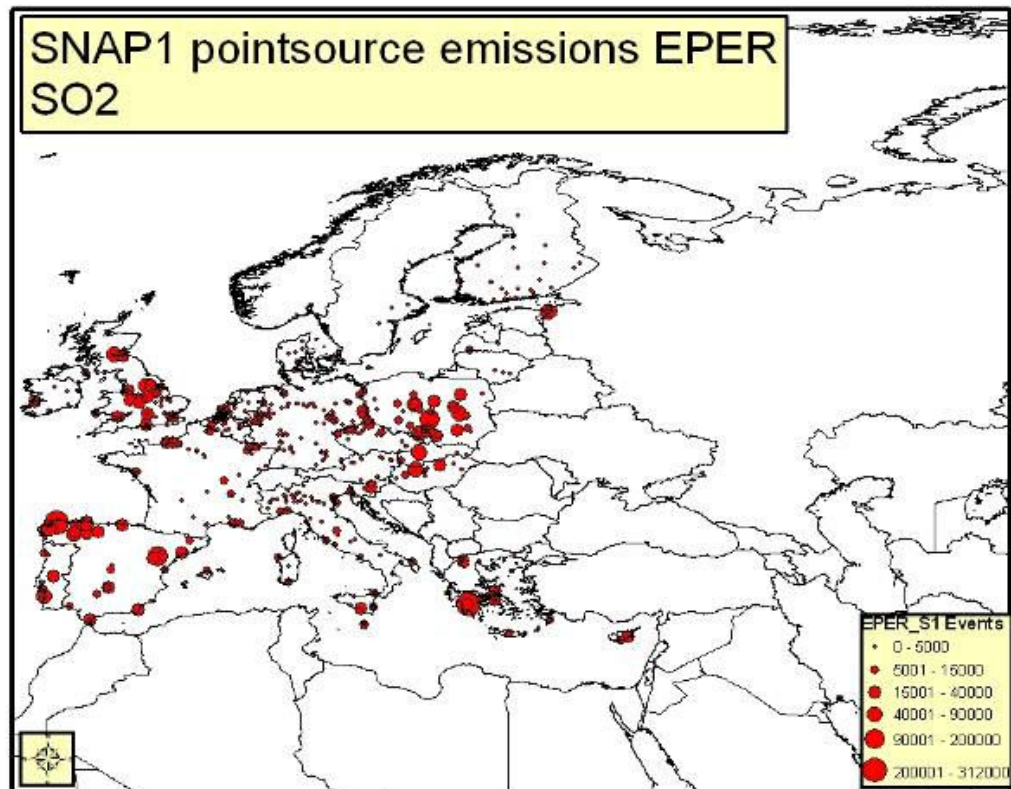 SNAP1 pointsource emissions EPER
SO2
EPER_S1 Events
0 - 5000
5001 - 15000
15001 - 40000
40001 - 90000
90001 - 200000
200001 - 312000